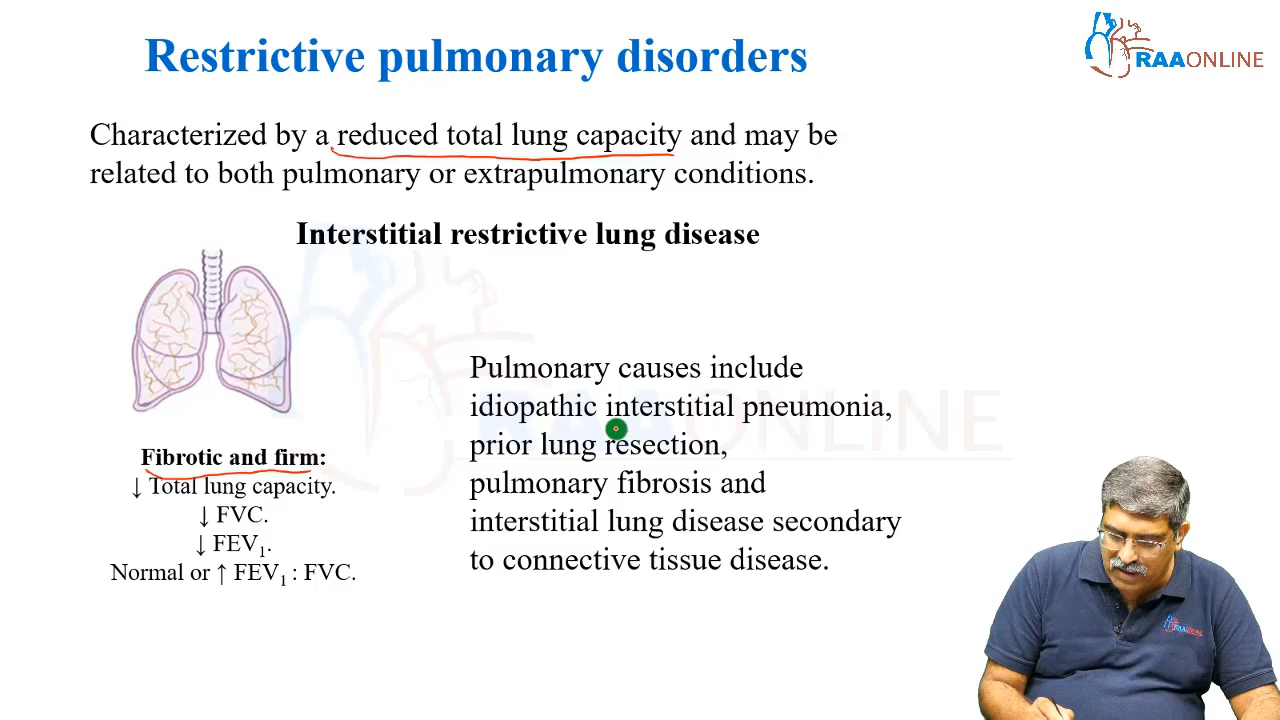 Restrictive pulmonary disorders
RAAONLINE
Characterized by a reduced total lung capacity and may be
related to both pulmonary or extrapulmonary conditions.
Interstitial restrictive lung disease
Pulmonary causes include
idiopathic interstitial pneumonia,
prior lung resection,
pulmonary fibrosis and
interstitial lung disease secondary
to connective tissue disease.
Fibrotic and firm:
↓ Total lung capacity.
↓ FVC.
↓ FEV₁.
Normal or ↑ FEV₁ : FVC.
RAAONLINE
RAAONLINE